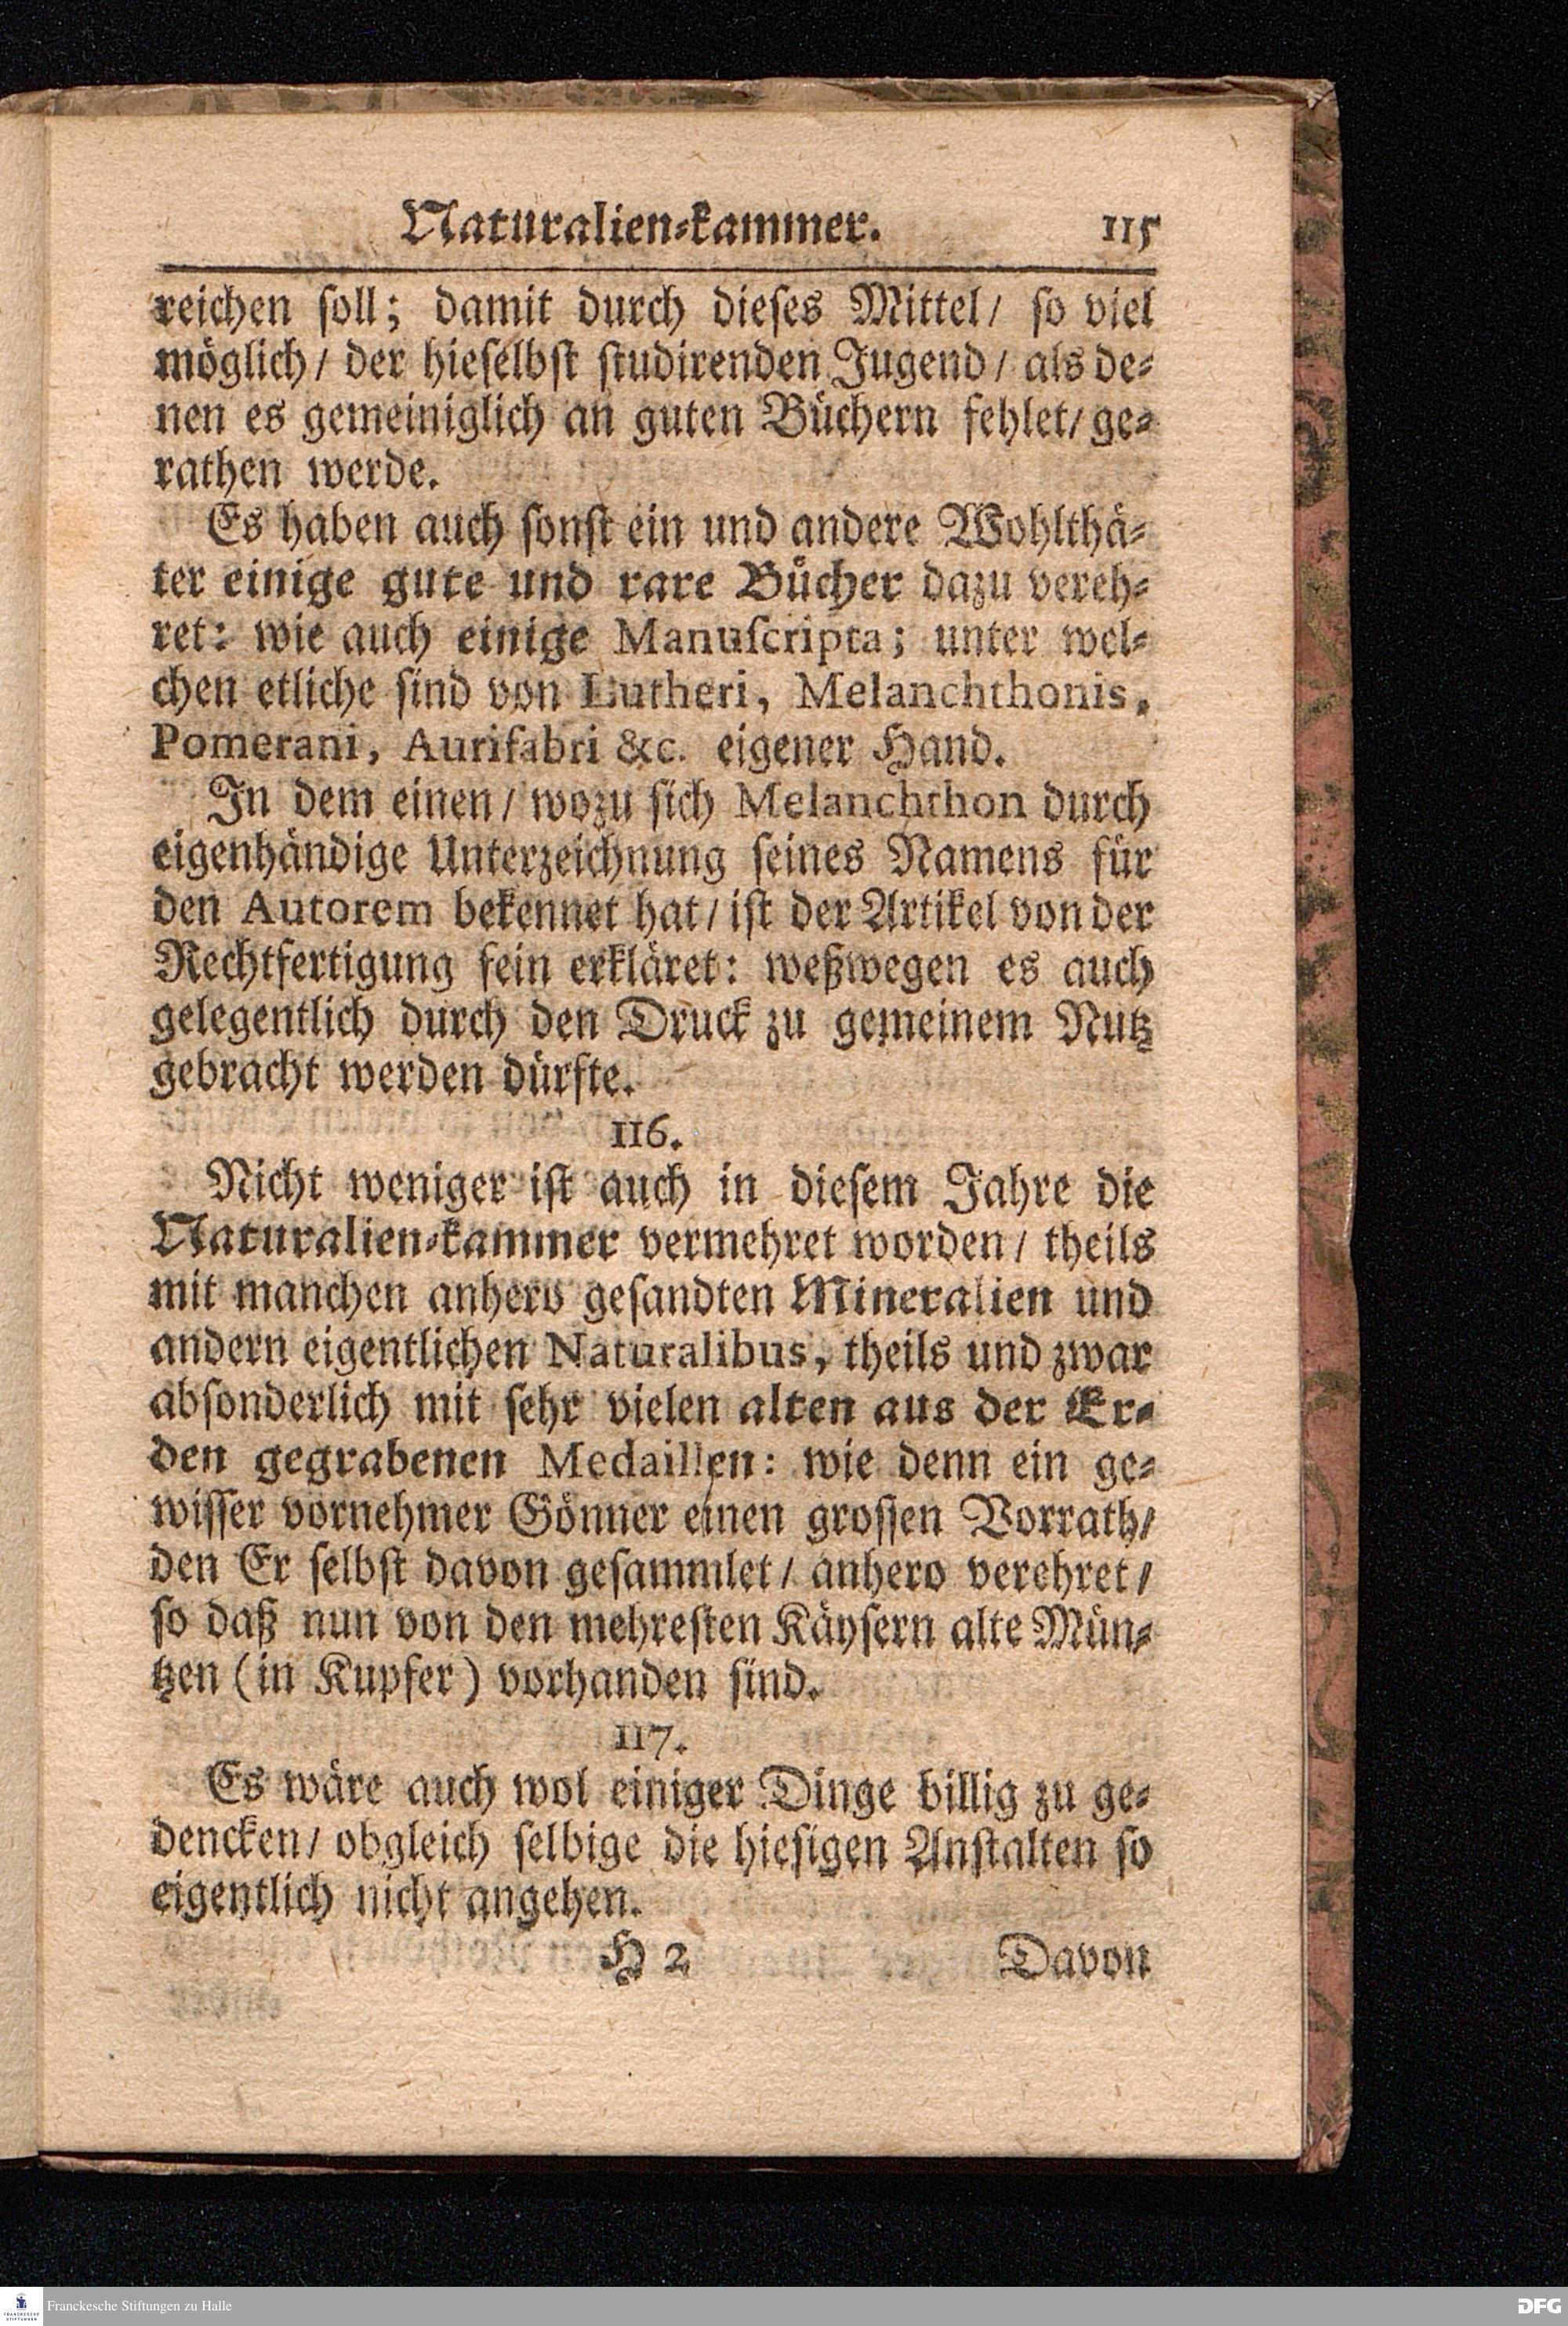 Naturalien-kammer. 115
reichen soll; damit durch dieses Mittel/ so viel
möglich/ der hieselbst studirenden Jugend/ als de-
nen es gemeiniglich an guten Büchern fehlet/ ge-
rathen werde.
Es haben auch sonst ein und andere Wohlthä-
ter einige gute und rare Bücher dazu vereh-
ret: wie auch einige Manuscripta; unter wel-
chen etliche sind von Lutheri, Melanchthonis,
Pomerani, Aurifabri &c. eigener Hand.
In dem einen/ wozu sich Melanchthon durch
eigenhändige Unterzeichnung seines Namens für
den Autorem bekennet hat/ ist der Artikel von der
Rechtfertigung fein erkläret: weßwegen es auch
gelegentlich durch den Druck zu gemeinem Nutz
gebracht werden dürfte.
116.
Nicht weniger ist auch in diesem Jahre die
Naturalien-kammer vermehret worden/ theils
mit manchen anhero gesandten Mineralien und
andern eigentlichen Naturalibus, theils und zwar
absonderlich mit sehr vielen alten aus der Er-
den gegrabenen Medaillen: wie denn ein ge-
wisser vornehmer Gönner einen grossen Vorrath/
den Er selbst davon gesammlet/ anhero verehret/
so daß nun von den mehresten Käysern alte Mün-
tzen (in Kupfer) vorhanden sind.
117.
Es wäre auch wol einiger Dinge billig zu ge-
dencken/ obgleich selbige die hiesigen Anstalten so
eigentlich nicht angehen.
H 2 Davon
FRANCKESCHE STIFTUNGEN
Franckesche Stiftungen zu Halle
DFG